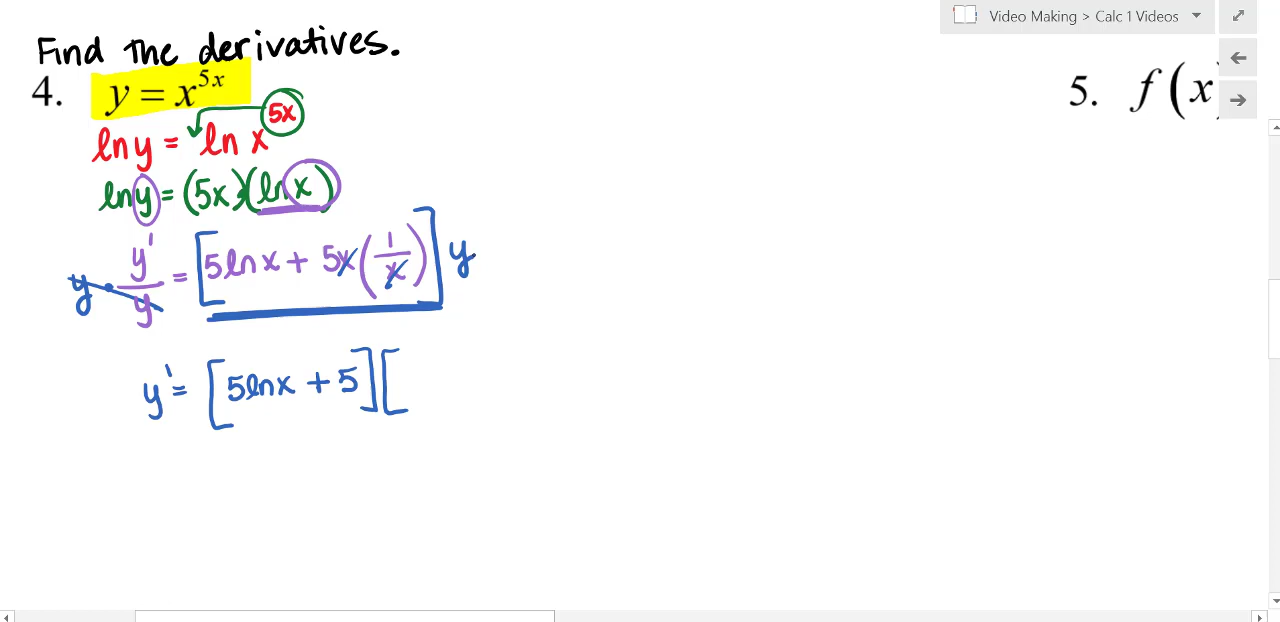 Video Making > Calc 1 Videos
Find the derivatives.
4. y = x^{5x}
5. f(x
ln y = ln x^{5x}
ln y = (5x)(ln x)
y · y'/y = [5 ln x + 5x(1/x)] y
y' = [5 ln x + 5][